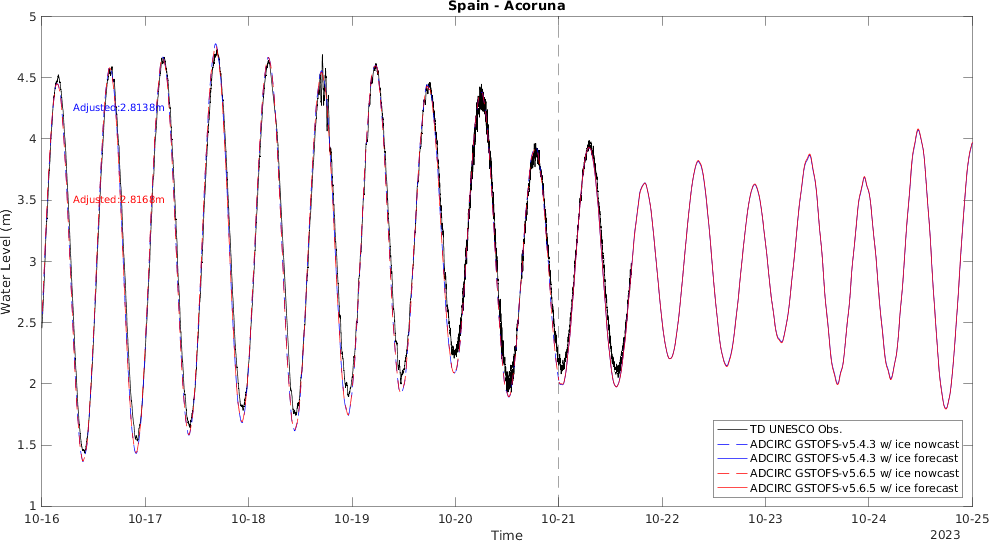 Spain - Acoruna
5
4.5
4
3.5
3
2.5
2
1.5
1
Water Level (m)
Adjusted:2.8138m
Adjusted:2.8168m
TD UNESCO Obs.
ADCIRC GSTOFS-v5.4.3 w/ ice nowcast
ADCIRC GSTOFS-v5.4.3 w/ ice forecast
ADCIRC GSTOFS-v5.6.5 w/ ice nowcast
ADCIRC GSTOFS-v5.6.5 w/ ice forecast
10-16 10-17 10-18 10-19 10-20 10-21 10-22 10-23 10-24 10-25
Time
2023